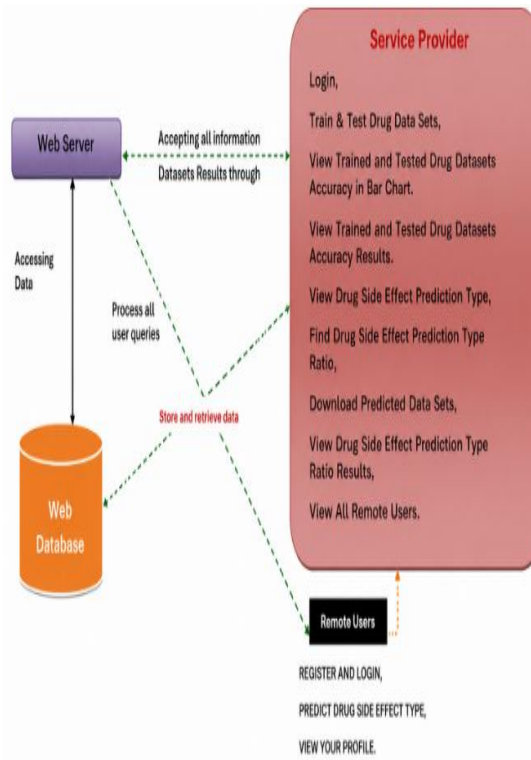 Service Provider
Login,
Train & Test Drug Data Sets,
View Trained and Tested Drug Datasets
Accuracy in Bar Chart.
View Trained and Tested Drug Datasets
Accuracy Results.
View Drug Side Effect Prediction Type,
Find Drug Side Effect Prediction Type
Ratio,
Download Predicted Data Sets,
View Drug Side Effect Prediction Type
Ratio Results,
View All Remote Users.
Web Server
Accepting all information
Datasets Results through
Accessing
Data
Process all
user queries
Store and retrieve data
Web
Database
Remote Users
REGISTER AND LOGIN,
PREDICT DRUG SIDE EFFECT TYPE,
VIEW YOUR PROFILE.